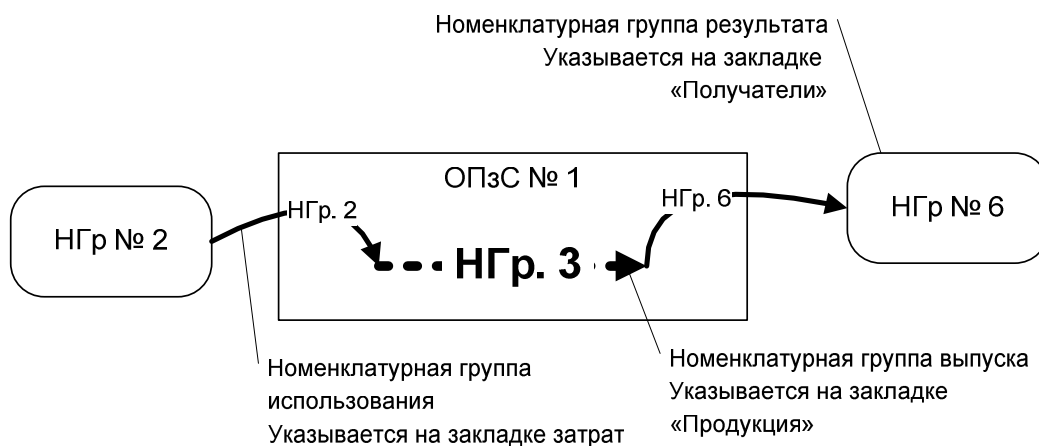 Номенклатурная группа результата
Указывается на закладке
«Получатели»
ОПзС № 1
НГр № 2
НГр. 2
НГр. 3
НГр. 6
НГр № 6
Номенклатурная группа
использования
Указывается на закладке затрат
Номенклатурная группа выпуска
Указывается на закладке
«Продукция»